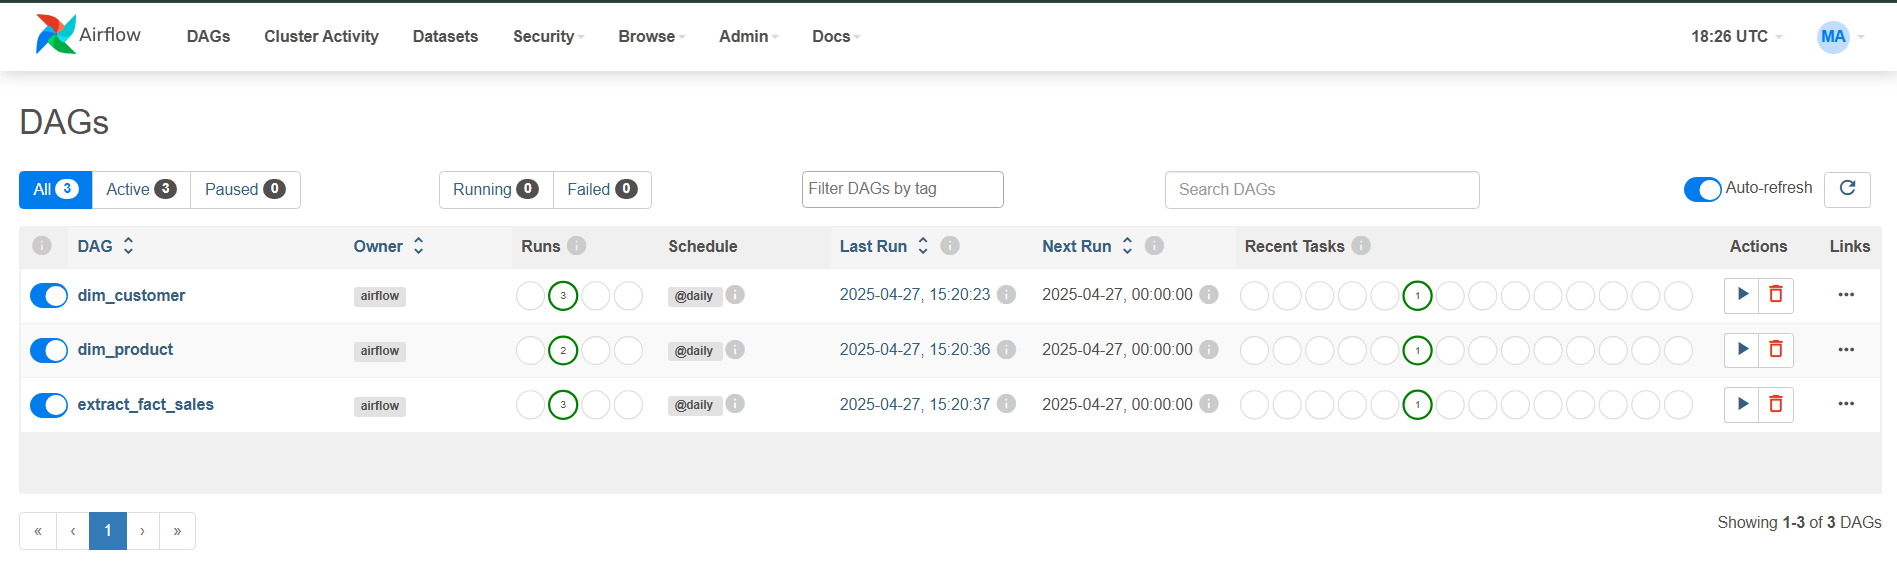 Airflow DAGs Cluster Activity Datasets Security Browse Admin Docs 18:26 UTC MA
DAGs
All 3 Active 3 Paused 0 Running 0 Failed 0 Filter DAGs by tag Search DAGs Auto-refresh
DAG Owner Runs Schedule Last Run Next Run Recent Tasks Actions Links
dim_customer airflow 3 @daily 2025-04-27, 15:20:23 2025-04-27, 00:00:00 1
dim_product airflow 2 @daily 2025-04-27, 15:20:36 2025-04-27, 00:00:00 1
extract_fact_sales airflow 3 @daily 2025-04-27, 15:20:37 2025-04-27, 00:00:00 1
« ‹ 1 › » Showing 1-3 of 3 DAGs